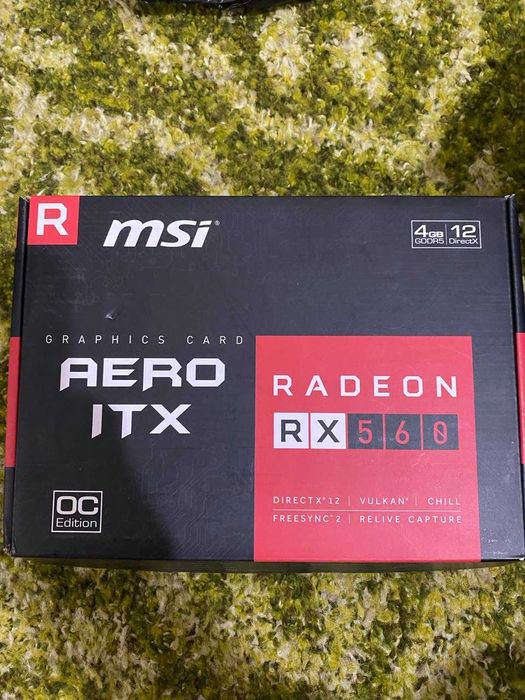 R
msi®
4GB GDDR5
12 DirectX
GRAPHICS CARD
AERO
ITX
RADEON
RX 560
OC
Edition
DIRECTX® 12 | VULKAN® | CHILL
FREESYNC™ 2 | RELIVE CAPTURE